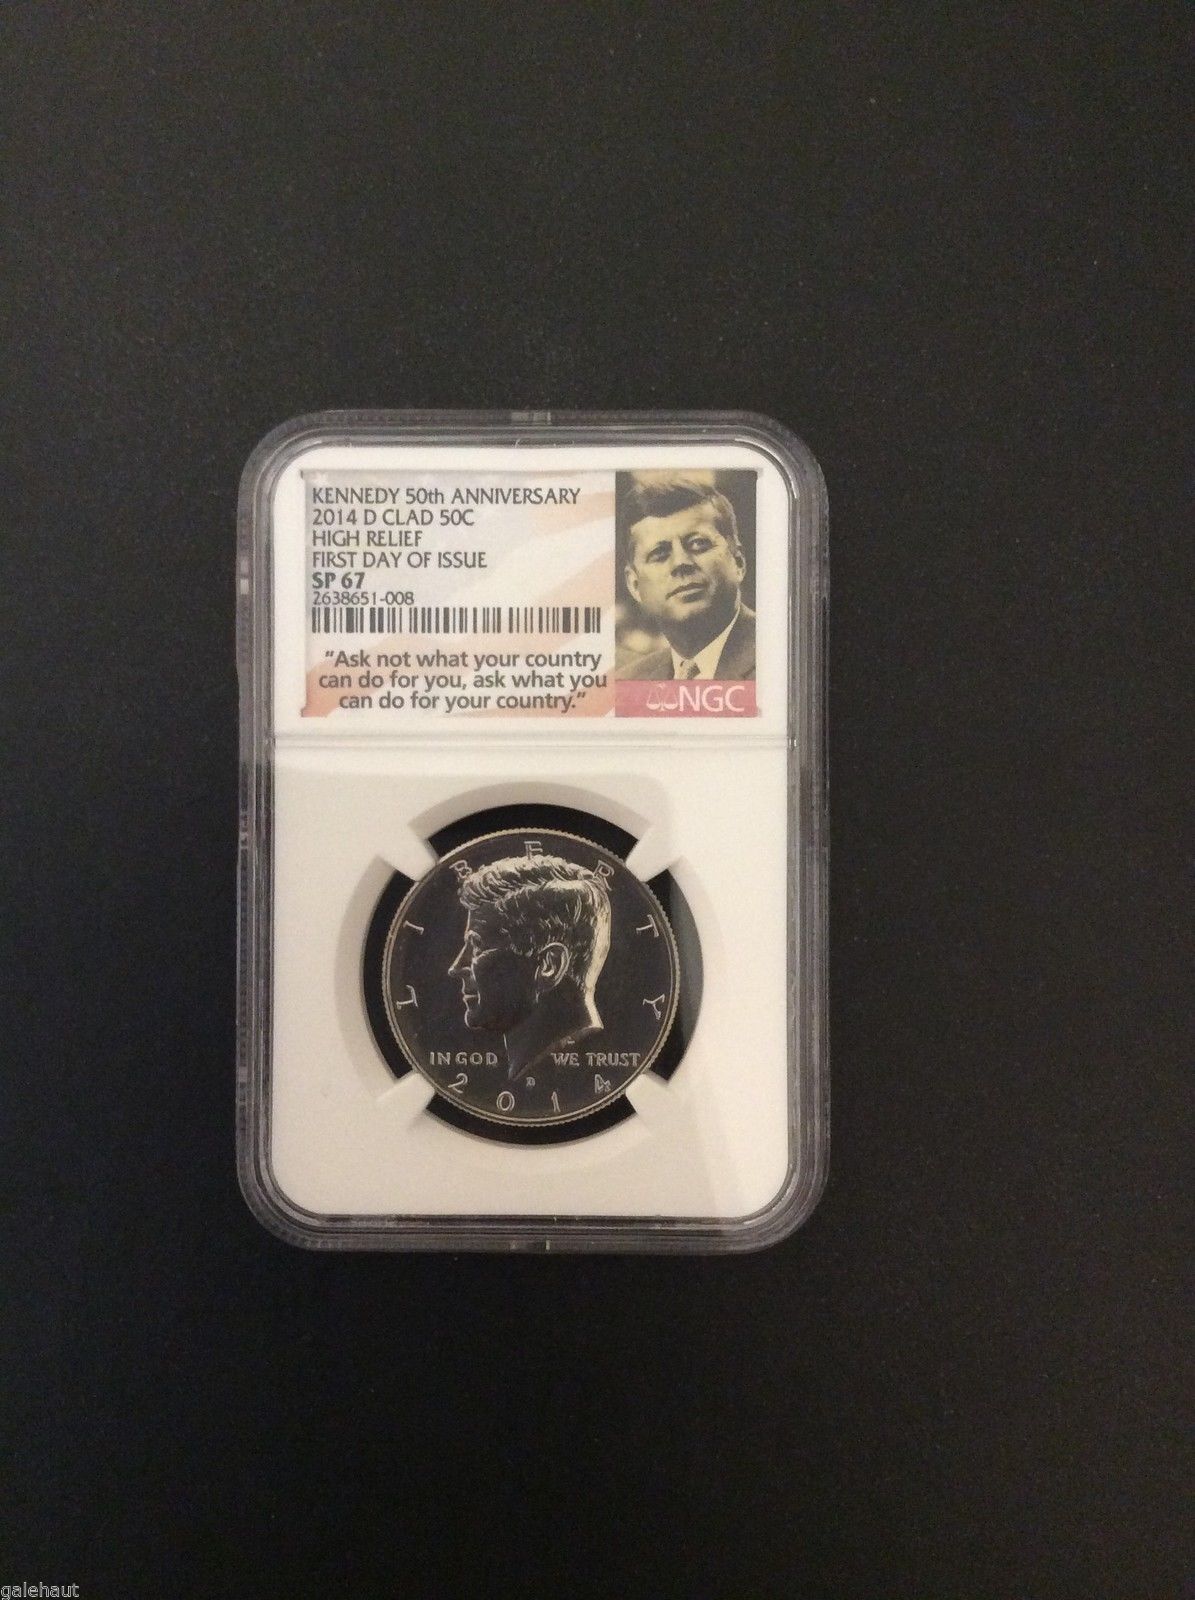 KENNEDY 50th ANNIVERSARY
2014 D CLAD 50C
HIGH RELIEF
FIRST DAY OF ISSUE
SP 67
2638651-008
"Ask not what your country
can do for you, ask what you
can do for your country."
NGC
LIBERTY
IN GOD WE TRUST
D
2014
galehaut